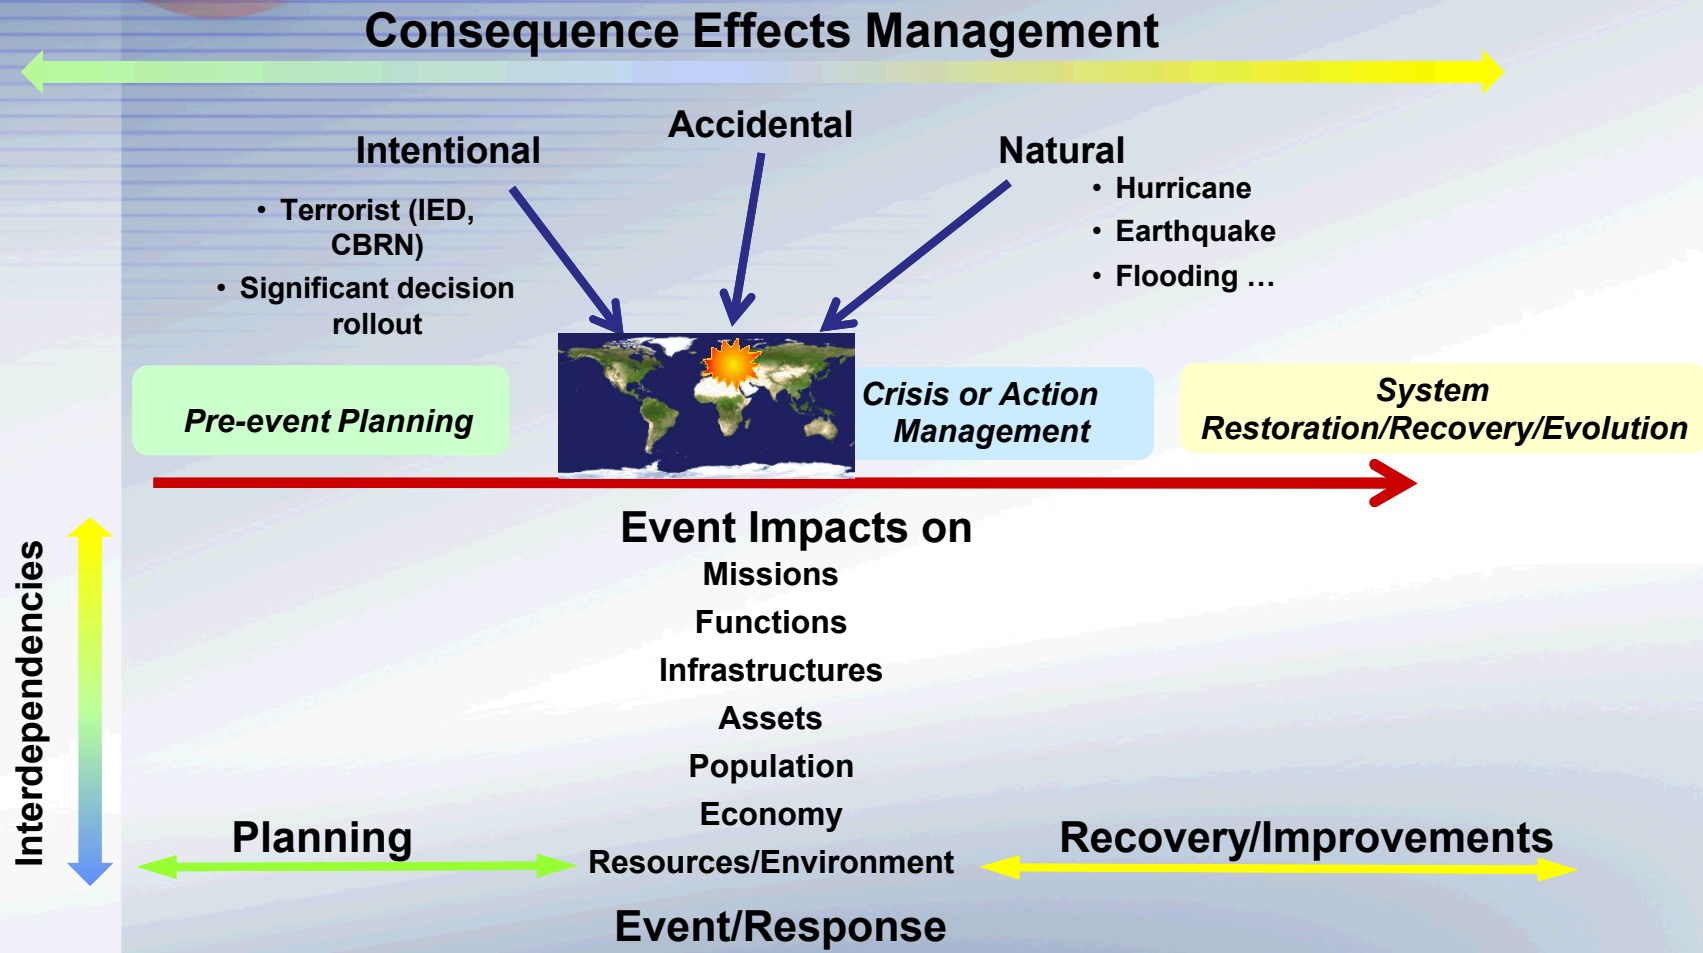 Consequence Effects Management
Accidental
Intentional
Natural
• Terrorist (IED,
CBRN)
• Significant decision
rollout
• Hurricane
• Earthquake
• Flooding …
Pre-event Planning
Crisis or Action
Management
System
Restoration/Recovery/Evolution
Interdependencies
Event Impacts on
Missions
Functions
Infrastructures
Assets
Population
Economy
Resources/Environment
Planning
Recovery/Improvements
Event/Response